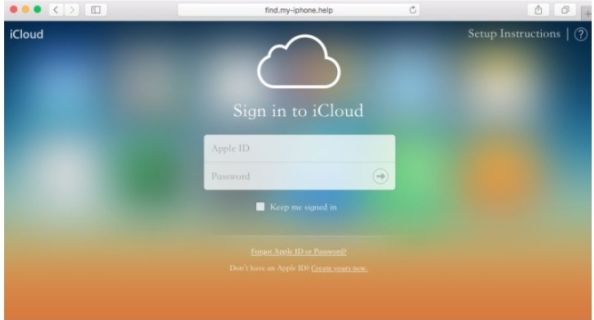 find.my-iphone.help
iCloud
Setup Instructions | ?
Sign in to iCloud
Apple ID
Password
Keep me signed in
Forgot Apple ID or Password?
Don't have an Apple ID? Create yours now.